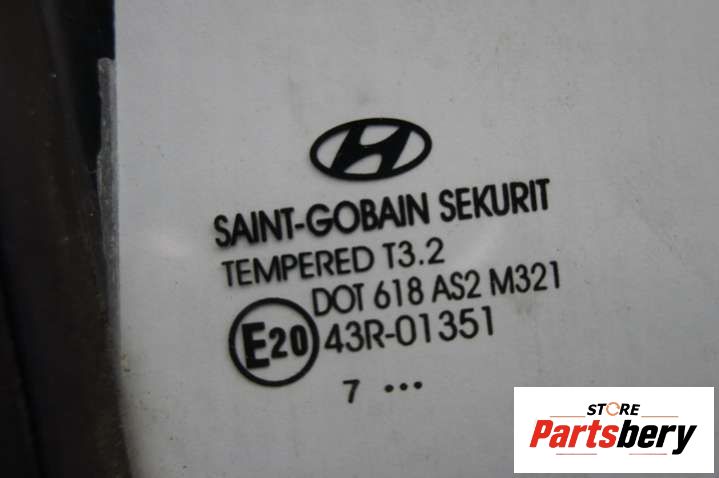 SAINT-GOBAIN SEKURIT
TEMPERED T3.2
DOT 618 AS2 M321
E20 43R-01351
7 •••
STORE
Partsbery